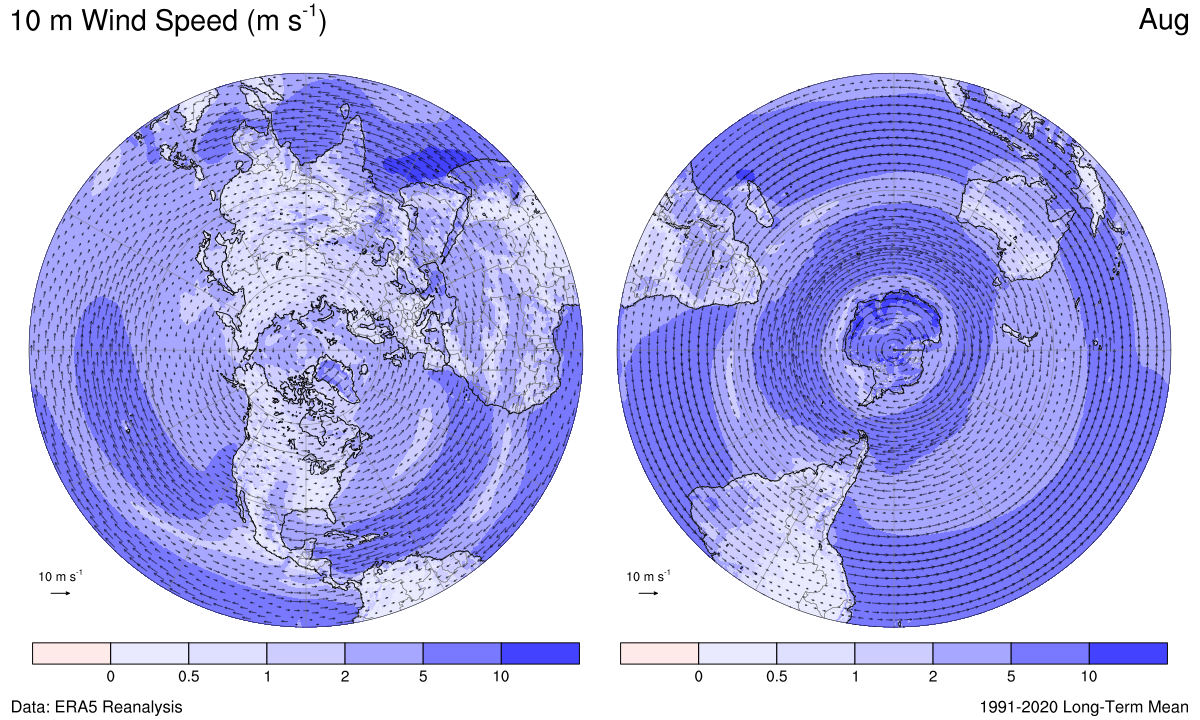 10 m Wind Speed (m s-1)
Aug
10 m s-1
10 m s-1
0 0.5 1 2 5 10
0 0.5 1 2 5 10
Data: ERA5 Reanalysis
1991-2020 Long-Term Mean